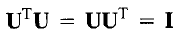 UᵀU = UUᵀ = I